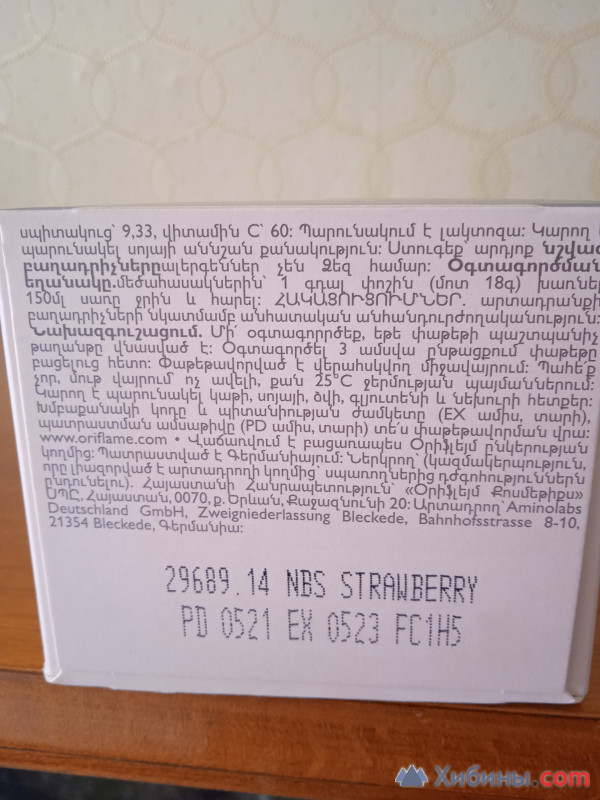 սպիտակուց՝ 9,33, վիտամին C՝ 60: Պարունակում է լակտոզա: Կարող
պարունակել սոյայի աննշան քանակություն: Ստուգեք՝ արդյոք նշված
բաղադրիչներըալերգեններ չեն Ձեզ համար: Օգտագործման
եղանակը.մեծահասակներին՝ 1 գդալ փոշին (մոտ 18գ) խառնել
150մլ սառը ջրին և հարել: ՀԱԿԱՑՈՒՑՈՒՄՆԵՐ. արտադրանքի
բաղադրիչների նկատմամբ անհատական անհանդուրժողականություն:
Նախազգուշացում. Մի՛ օգտագործեք, եթե փաթեթի պաշտպանիչ
թաղանթը վնասված է: Օգտագործել 3 ամսվա ընթացքում փաթեթը
բացելուց հետո: Փաթեթավորված է վերահսկվող միջավայրում: Պահե՛ք
չոր, մութ վայրում ոչ ավելի, քան 25°C ջերմության պայմաններում:
Կարող է պարունակել կաթի, սոյայի, ձվի, գլյուտենի և նեխուրի հետքեր:
Խմբաքանակի կոդը և պիտանիության ժամկետը (EX ամիս, տարի),
պատրաստման ամսաթիվը (PD ամիս, տարի) տե՛ս փաթեթավորման վրա:
www.oriflame.com • Վաճառվում է բացառապես Օրիֆլեյմ ընկերության
կողմից: Պատրաստված է Գերմանիայում: Ներկրող՝ (կազմակերպություն,
որը լիազորված է արտադրողի կողմից՝ սպառողներից դժգոհություններն
ընդունելու). Հայաստանի Հանրապետություն՝ «Օրիֆլեյմ Քոսմեթիքս»
ՍՊԸ, Հայաստան, 0070, ք. Երևան, Քաջազնունի 20: Արտադրող՝ Aminolabs
Deutschland GmbH, Zweigniederlassung Bleckede, Bahnhofsstrasse 8-10,
21354 Bleckede, Գերմանիա:
29689.14 NBS STRAWBERRY
PD 0521 EX 0523 FC1H5
Хибины.com